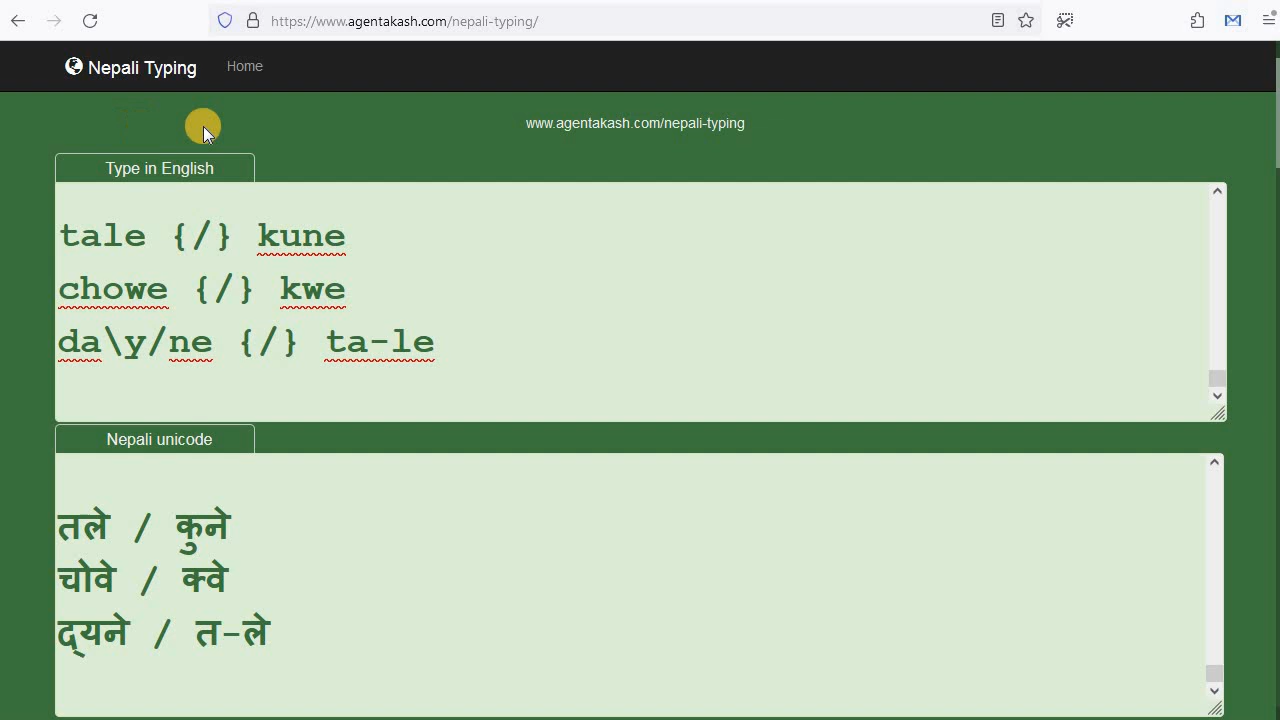 https://www.agentakash.com/nepali-typing/
Nepali Typing Home
www.agentakash.com/nepali-typing
Type in English
tale {/} kune
chowe {/} kwe
da\y/ne {/} ta-le
Nepali unicode
तले / कुने
चोवे / क्वे
द्‌यने / त-ले